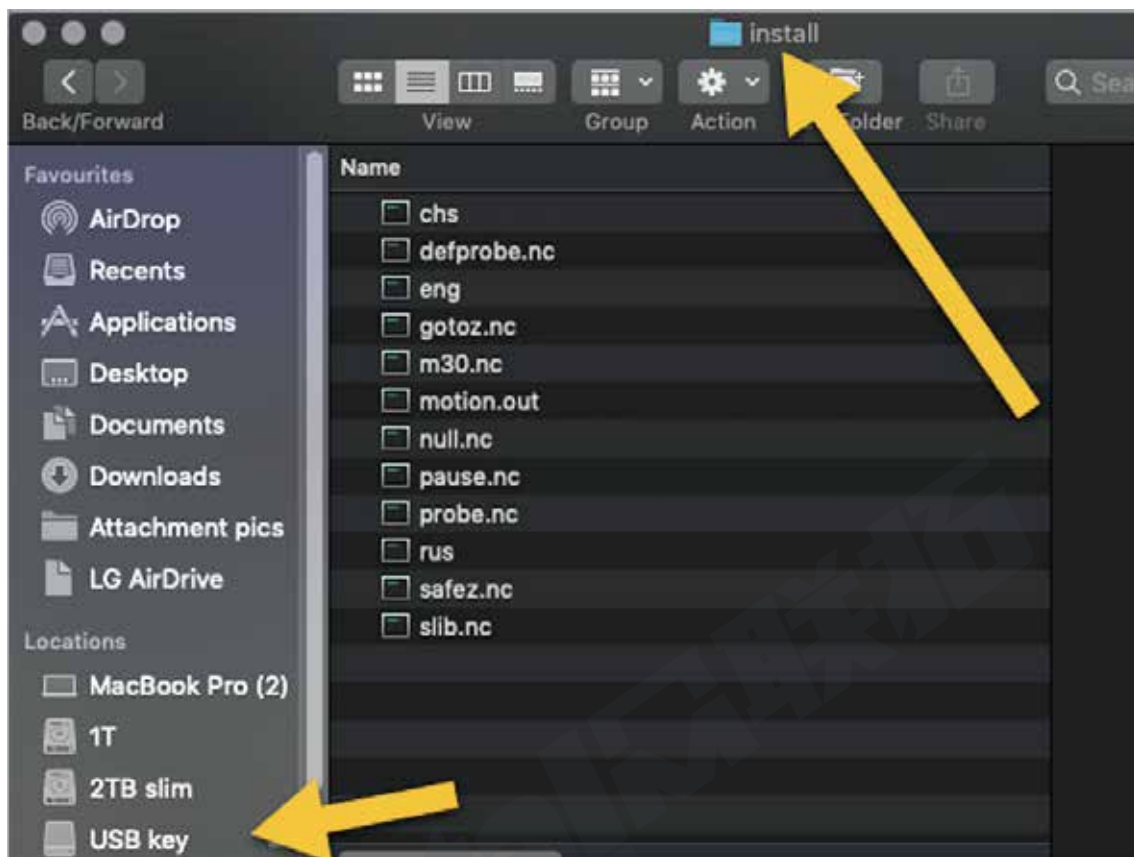 install
Sea
Back/Forward
View
Group
Action
Folder
Share
Favourites
AirDrop
Recents
Applications
Desktop
Documents
Downloads
Attachment pics
LG AirDrive
Locations
MacBook Pro (2)
1T
2TB slim
USB key
Name
chs
defprobe.nc
eng
gotoz.nc
m30.nc
motion.out
null.nc
pause.nc
probe.nc
rus
safez.nc
slib.nc